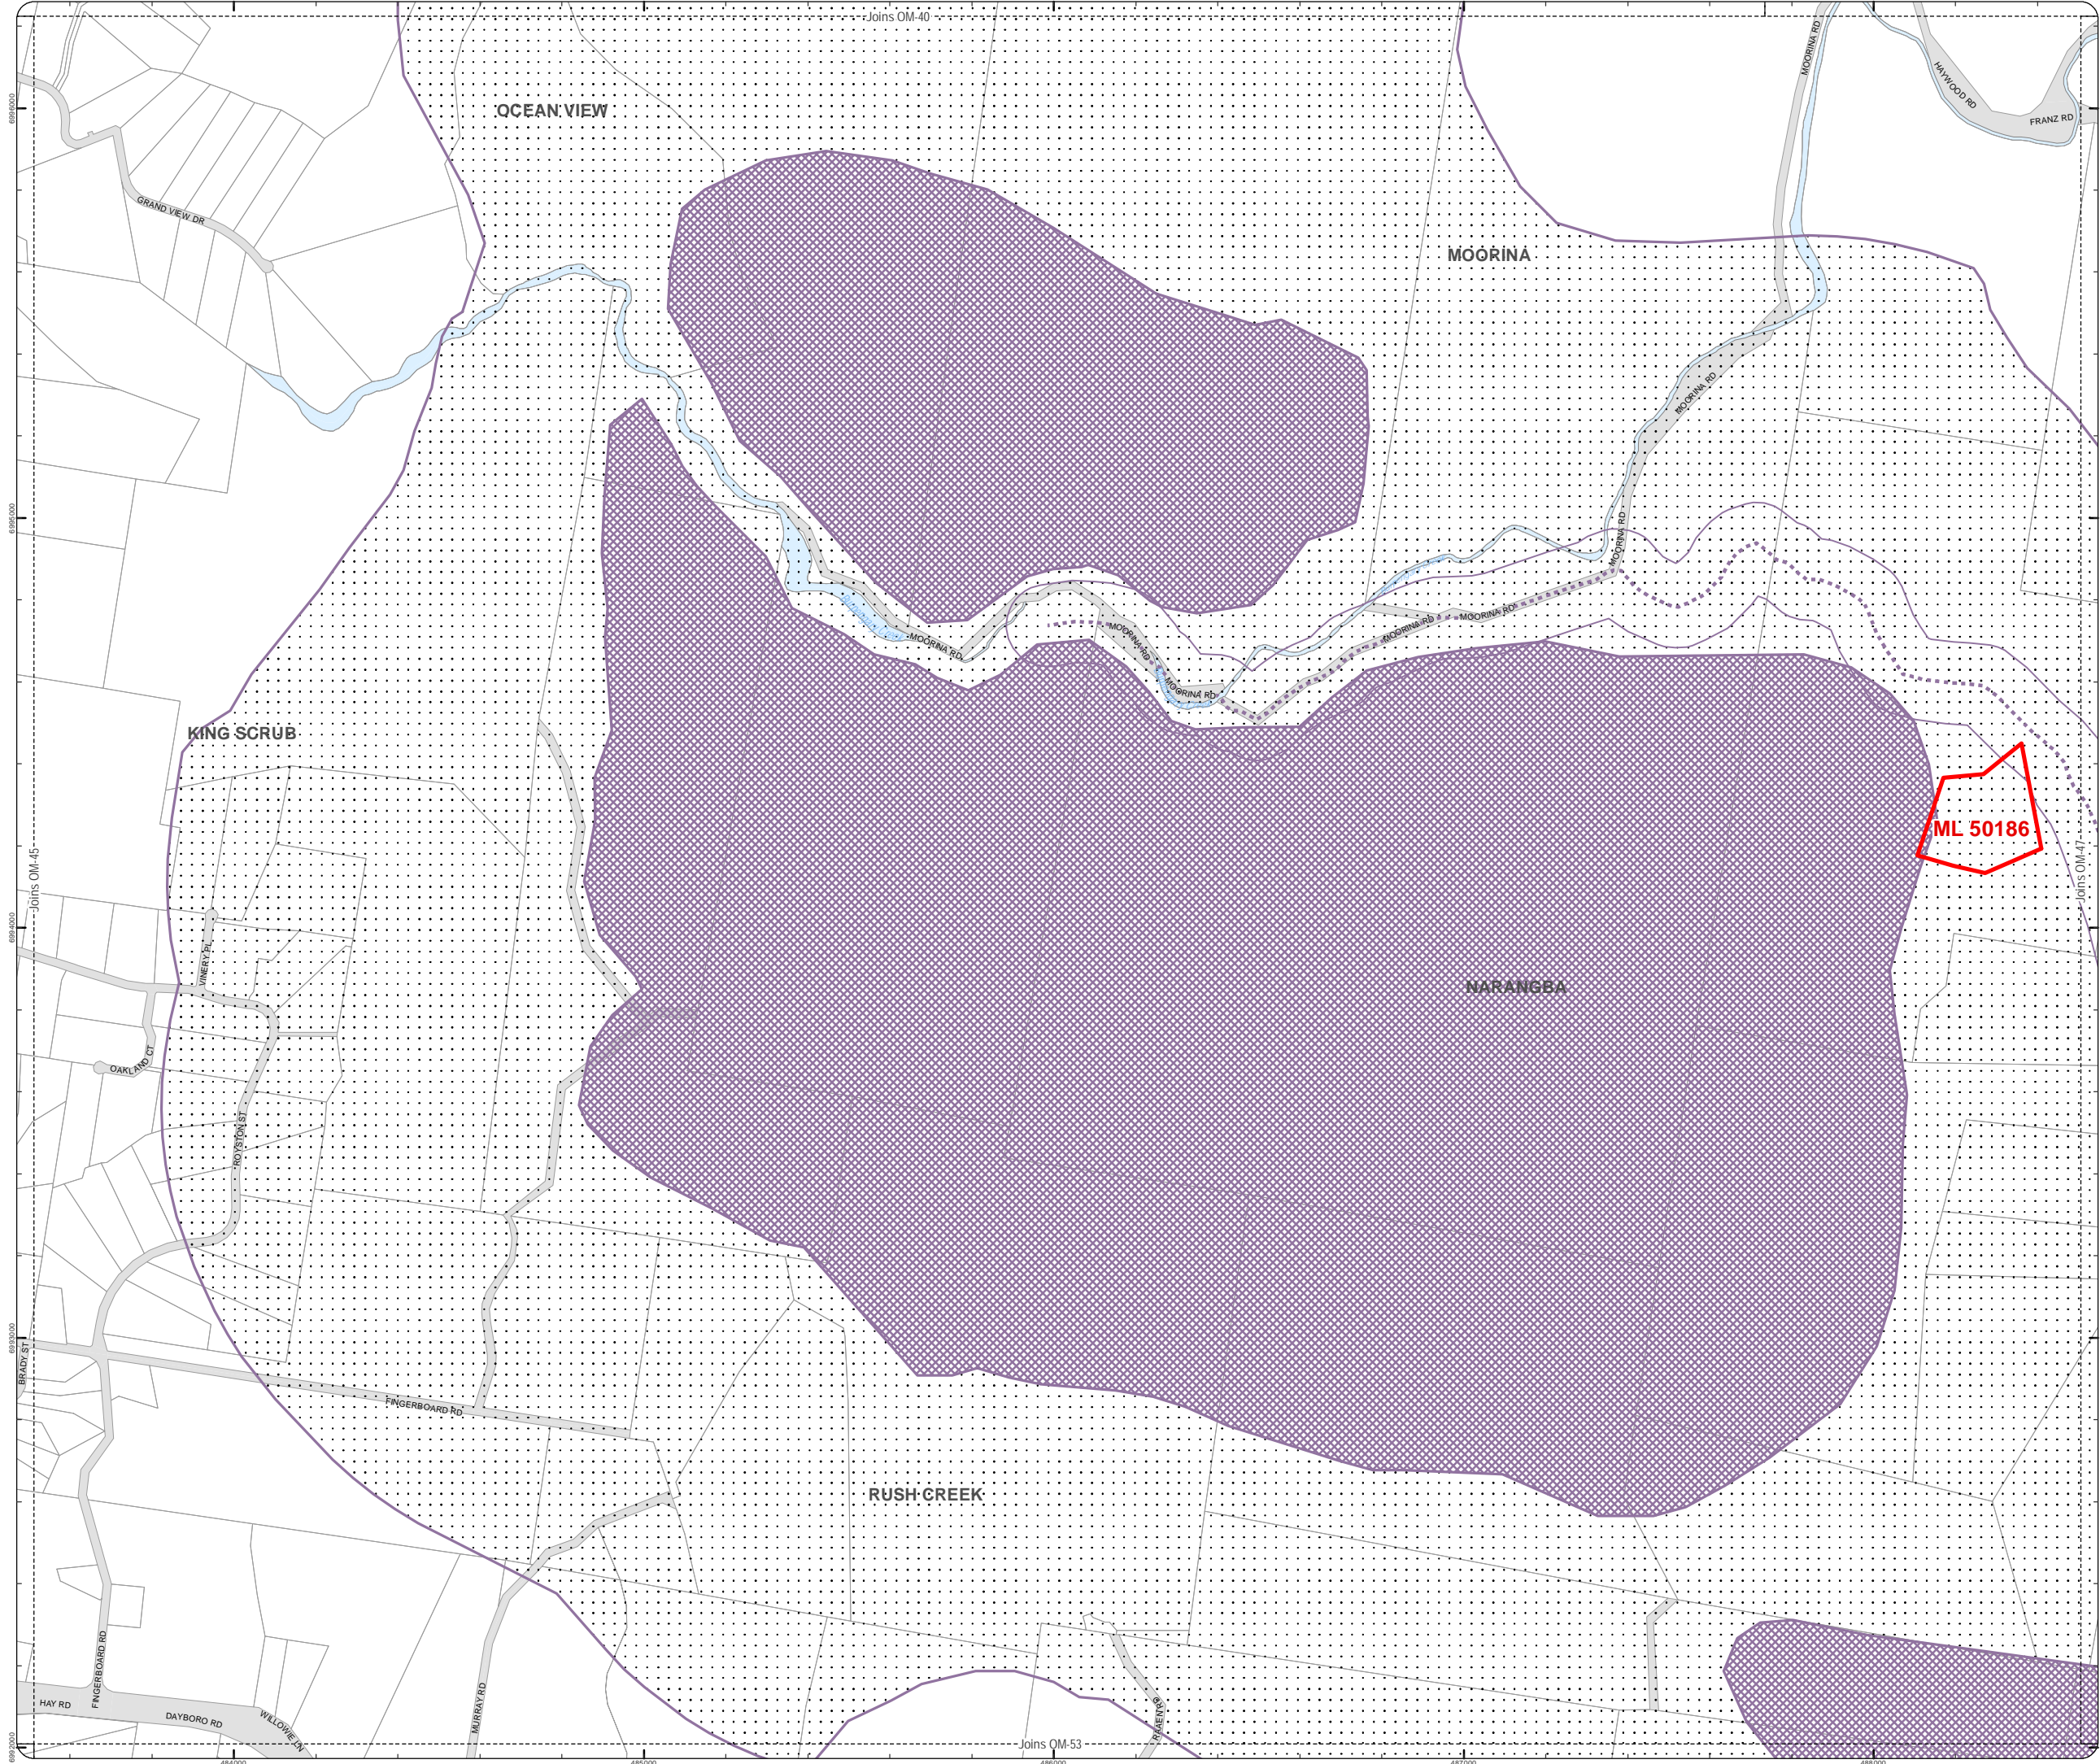 Joins OM-40
MOORINA RD
HAYWOOD RD
FRANZ RD
6996000
OCEAN VIEW
GRAND VIEW DR
MOORINA
MOORINA RD
6995000
MOORINA RD
MOORINA RD
MOORINA RD
MOORINA RD
MOORINA RD
MOORINA RD
KING SCRUB
ML 50186
Joins OM-45
Joins OM-47
6994000
VINERY PL
NARANGBA
OAKLAND CT
ROYSTON ST
6993000
BRADY ST
FINGERBOARD RD
RUSH CREEK
FINGERBOARD RD
HAY RD
DAYBORO RD
WILLOWIE LN
MURRAY RD
RAAEN RD
6992000
Joins OM-53
484000
485000
486000
487000
488000